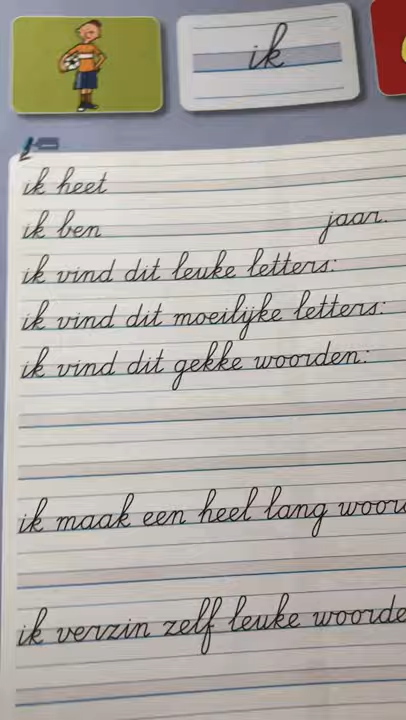 ik
ik heet
ik ben jaar.
ik vind dit leuke letters:
ik vind dit moeilijke letters:
ik vind dit gekke woorden:
ik maak een heel lang
ik verzin zelf leuke